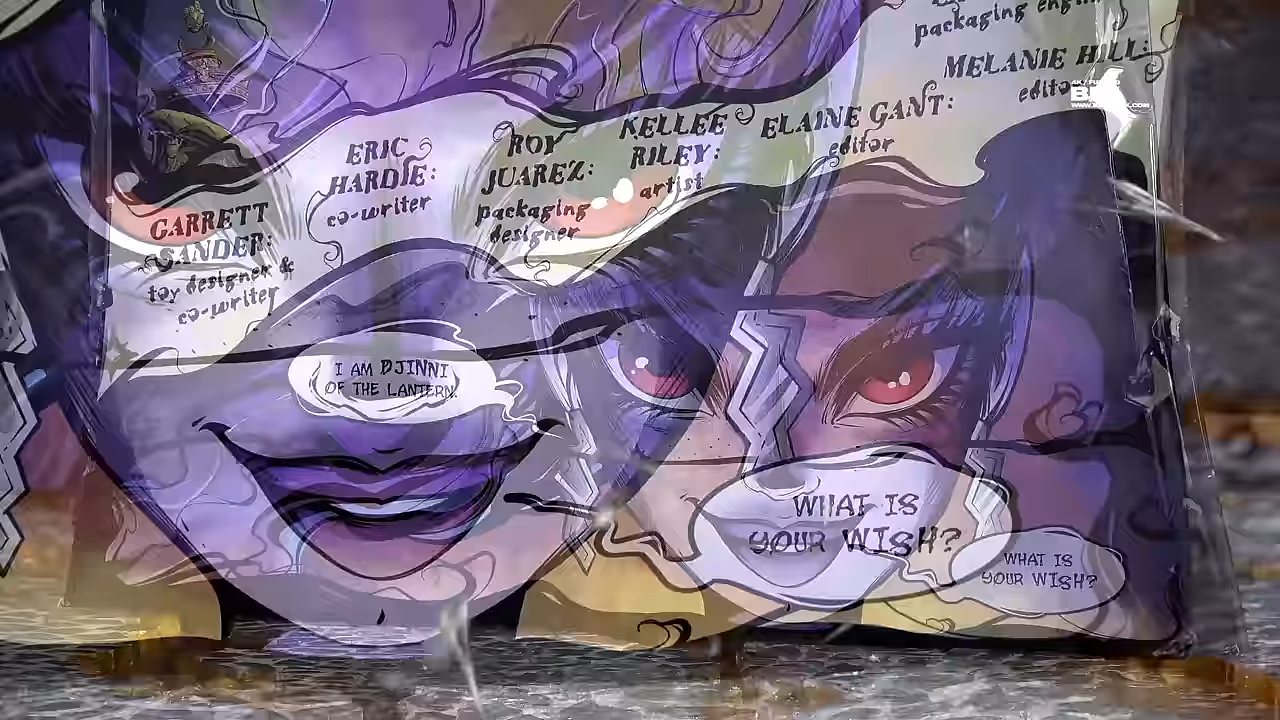 packaging
MELANIE HILL:
editor
ELAINE GANT:
editor
KELLEE
RILEY:
artist
ROY
JUAREZ:
packaging
designer
ERIC
HARDIE:
co-writer
GARRETT
SANDER:
toy designer &
co-writer
I AM DJINNI
OF THE LANTERN.
WHAT IS
YOUR WISH?
WHAT IS
YOUR WISH?